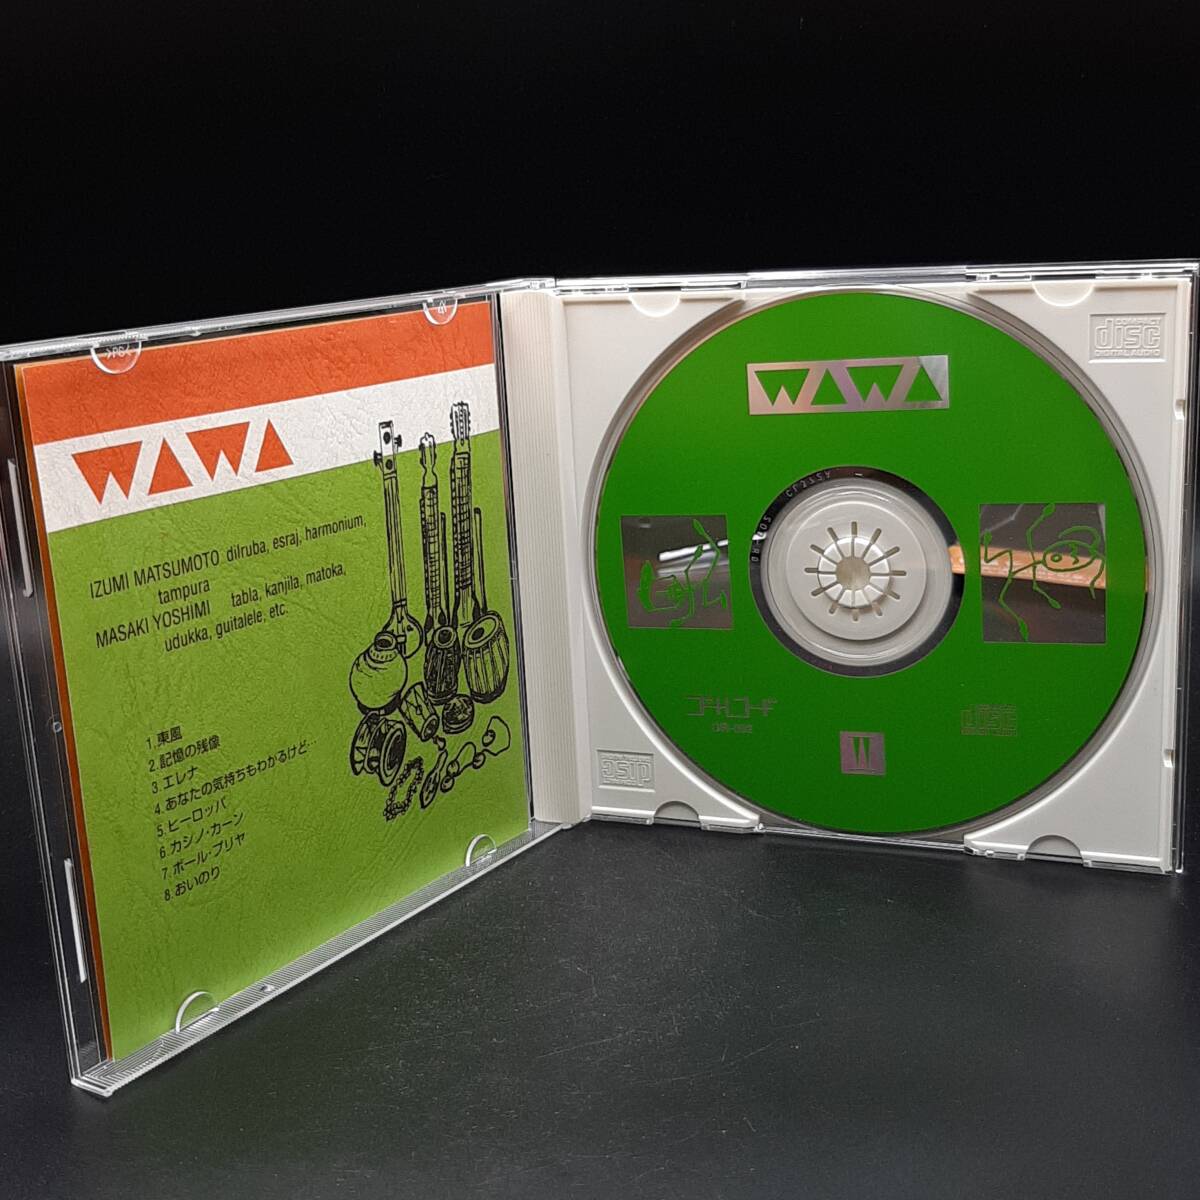 WAWA
IZUMI MATSUMOTO dilruba, esraj, harmonium,
tampura
MASAKI YOSHIMI tabla, kanjila, matoka,
udukka, guitalele, etc.
1.東風
2.記憶の残像
3.エレナ
4.あなたの気持ちもわかるけど…
5.ヒーロッパ
6.カシノ・カーン
7.ポール・プリヤ
8.おいのり
WAWA
COMPACT
disc
DIGITAL AUDIO
W